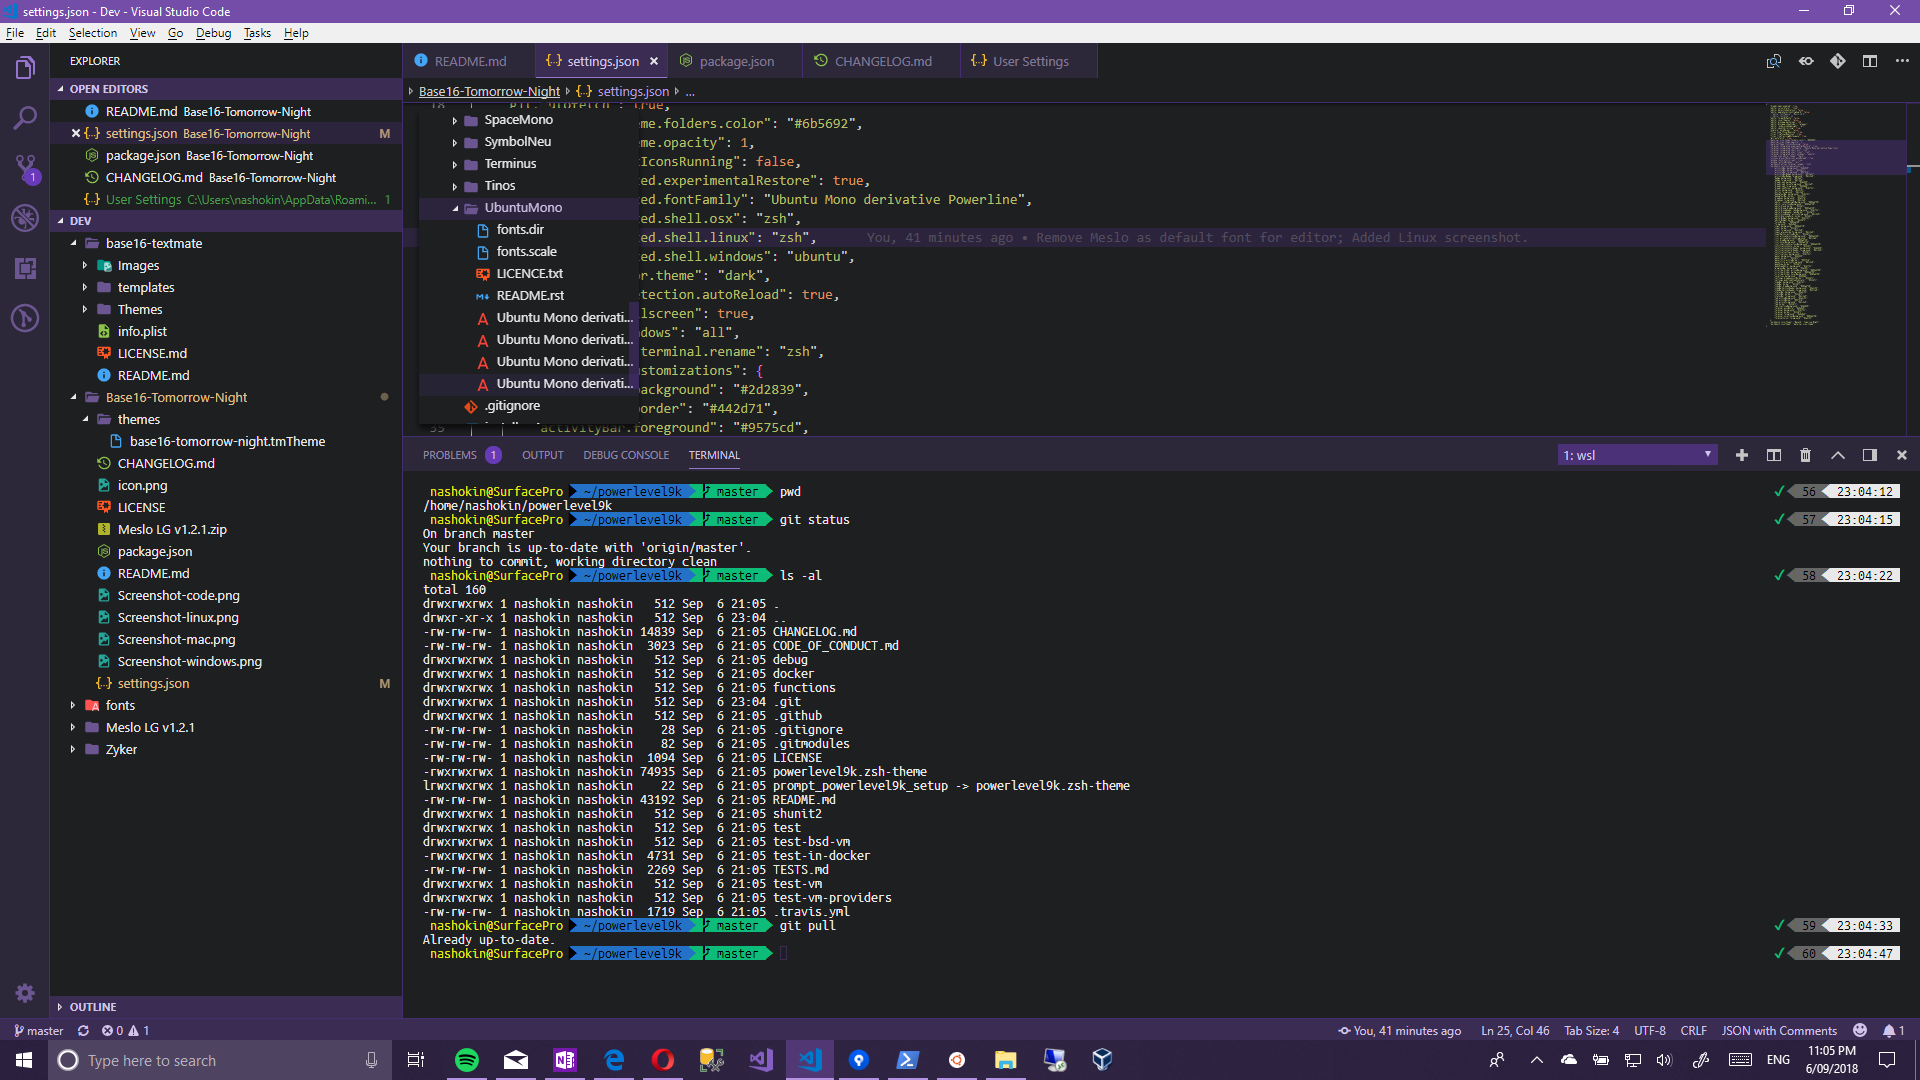 settings.json - Dev - Visual Studio Code
File Edit Selection View Go Debug Tasks Help
EXPLORER
OPEN EDITORS
README.md Base16-Tomorrow-Night
settings.json Base16-Tomorrow-Night M
package.json Base16-Tomorrow-Night
CHANGELOG.md Base16-Tomorrow-Night
User Settings C:\Users\nashokin\AppData\Roami... 1
DEV
base16-textmate
Images
templates
Themes
info.plist
LICENSE.md
README.md
Base16-Tomorrow-Night
themes
base16-tomorrow-night.tmTheme
CHANGELOG.md
icon.png
LICENSE
Meslo LG v1.2.1.zip
package.json
README.md
Screenshot-code.png
Screenshot-linux.png
Screenshot-mac.png
Screenshot-windows.png
settings.json M
fonts
Meslo LG v1.2.1
Zyker
OUTLINE
README.md settings.json package.json CHANGELOG.md User Settings
Base16-Tomorrow-Night settings.json ...
SpaceMono
SymbolNeu
Terminus
Tinos
UbuntuMono
fonts.dir
fonts.scale
LICENCE.txt
README.rst
Ubuntu Mono derivati...
Ubuntu Mono derivati...
Ubuntu Mono derivati...
Ubuntu Mono derivati...
.gitignore
me.folders.color": "#6b5692",
me.opacity": 1,
tIconsRunning": false,
ted.experimentalRestore": true,
ted.fontFamily": "Ubuntu Mono derivative Powerline",
ted.shell.osx": "zsh",
ted.shell.linux": "zsh", You, 41 minutes ago • Remove Meslo as default font for editor; Added Linux screenshot.
ted.shell.windows": "ubuntu",
or.theme": "dark",
etection.autoReload": true,
llscreen": true,
ndows": "all",
terminal.rename": "zsh",
ustomizations": {
background": "#2d2839",
order": "#442d71",
35 "activityBar.foreground": "#9575cd",
PROBLEMS 1 OUTPUT DEBUG CONSOLE TERMINAL 1: wsl
nashokin@SurfacePro ~/powerlevel9k master pwd ✓ 56 23:04:12
/home/nashokin/powerlevel9k
nashokin@SurfacePro ~/powerlevel9k master git status ✓ 57 23:04:15
On branch master
Your branch is up-to-date with 'origin/master'.
nothing to commit, working directory clean
nashokin@SurfacePro ~/powerlevel9k master ls -al ✓ 58 23:04:22
total 160
drwxrwxrwx 1 nashokin nashokin 512 Sep 6 21:05 .
drwxr-xr-x 1 nashokin nashokin 512 Sep 6 23:04 ..
-rw-rw-rw- 1 nashokin nashokin 14839 Sep 6 21:05 CHANGELOG.md
-rw-rw-rw- 1 nashokin nashokin 3023 Sep 6 21:05 CODE_OF_CONDUCT.md
drwxrwxrwx 1 nashokin nashokin 512 Sep 6 21:05 debug
drwxrwxrwx 1 nashokin nashokin 512 Sep 6 21:05 docker
drwxrwxrwx 1 nashokin nashokin 512 Sep 6 21:05 functions
drwxrwxrwx 1 nashokin nashokin 512 Sep 6 23:04 .git
drwxrwxrwx 1 nashokin nashokin 512 Sep 6 21:05 .github
-rw-rw-rw- 1 nashokin nashokin 28 Sep 6 21:05 .gitignore
-rw-rw-rw- 1 nashokin nashokin 82 Sep 6 21:05 .gitmodules
-rw-rw-rw- 1 nashokin nashokin 1094 Sep 6 21:05 LICENSE
-rwxrwxrwx 1 nashokin nashokin 74935 Sep 6 21:05 powerlevel9k.zsh-theme
lrwxrwxrwx 1 nashokin nashokin 22 Sep 6 21:05 prompt_powerlevel9k_setup -> powerlevel9k.zsh-theme
-rw-rw-rw- 1 nashokin nashokin 43192 Sep 6 21:05 README.md
drwxrwxrwx 1 nashokin nashokin 512 Sep 6 21:05 shunit2
drwxrwxrwx 1 nashokin nashokin 512 Sep 6 21:05 test
drwxrwxrwx 1 nashokin nashokin 512 Sep 6 21:05 test-bsd-vm
-rwxrwxrwx 1 nashokin nashokin 4731 Sep 6 21:05 test-in-docker
-rw-rw-rw- 1 nashokin nashokin 2269 Sep 6 21:05 TESTS.md
drwxrwxrwx 1 nashokin nashokin 512 Sep 6 21:05 test-vm
drwxrwxrwx 1 nashokin nashokin 512 Sep 6 21:05 test-vm-providers
-rw-rw-rw- 1 nashokin nashokin 1719 Sep 6 21:05 .travis.yml
nashokin@SurfacePro ~/powerlevel9k master git pull ✓ 59 23:04:33
Already up-to-date.
nashokin@SurfacePro ~/powerlevel9k master ✓ 60 23:04:47
master 0 1 You, 41 minutes ago Ln 25, Col 46 Tab Size: 4 UTF-8 CRLF JSON with Comments 1
Type here to search ENG 11:05 PM
6/09/2018